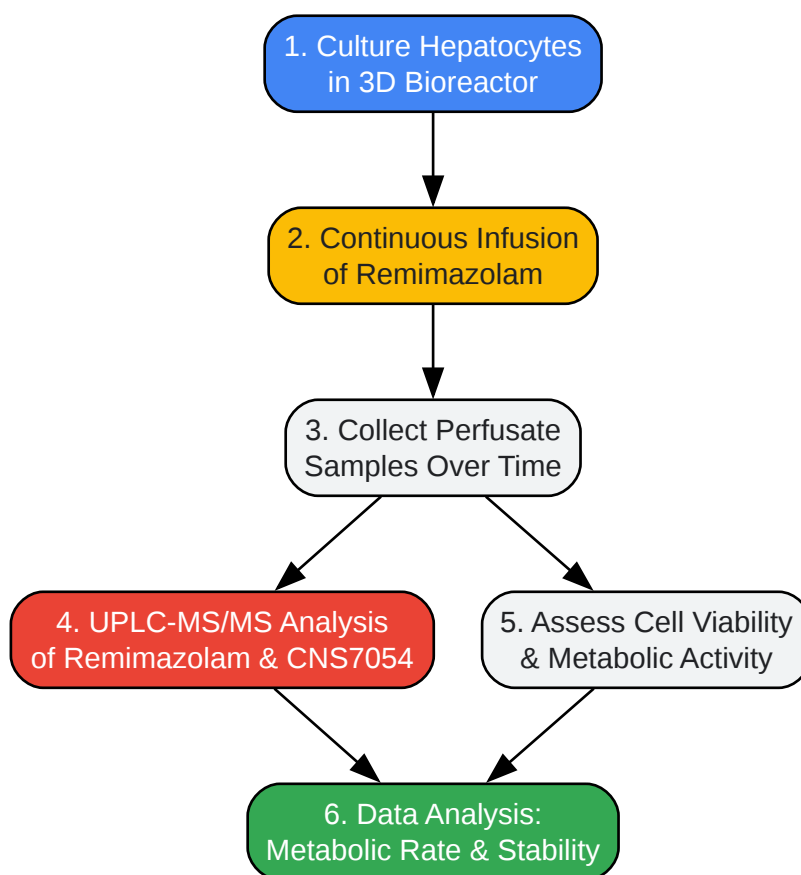 1. Culture Hepatocytes
in 3D Bioreactor
2. Continuous Infusion
of Remimazolam
3. Collect Perfusate
Samples Over Time
4. UPLC-MS/MS Analysis
of Remimazolam & CNS7054
5. Assess Cell Viability
& Metabolic Activity
6. Data Analysis:
Metabolic Rate & Stability